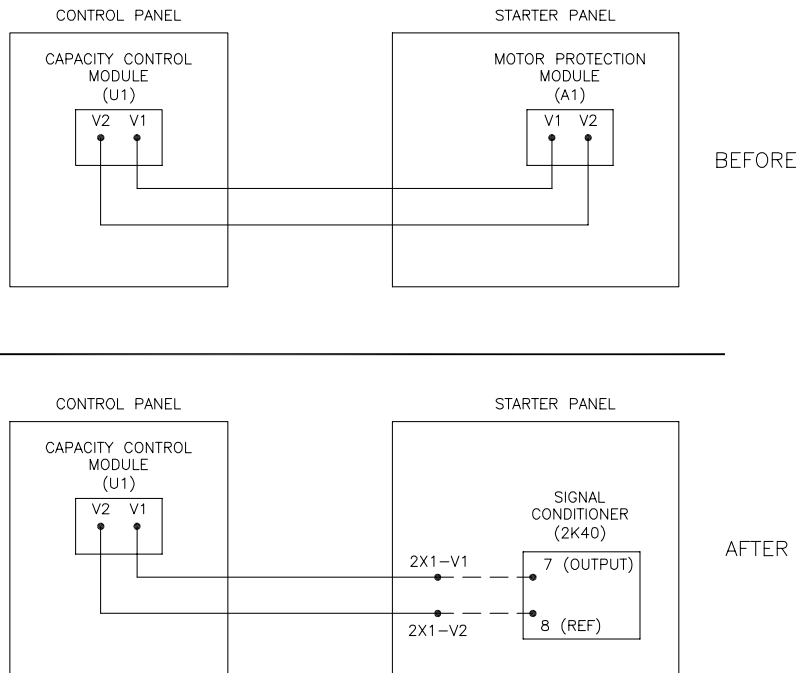 CONTROL PANEL
STARTER PANEL
CAPACITY CONTROL
MODULE
(U1)
V2 V1
MOTOR PROTECTION
MODULE
(A1)
V1 V2
BEFORE
CONTROL PANEL
STARTER PANEL
CAPACITY CONTROL
MODULE
(U1)
V2 V1
SIGNAL
CONDITIONER
(2K40)
2X1-V1
7 (OUTPUT)
2X1-V2
8 (REF)
AFTER